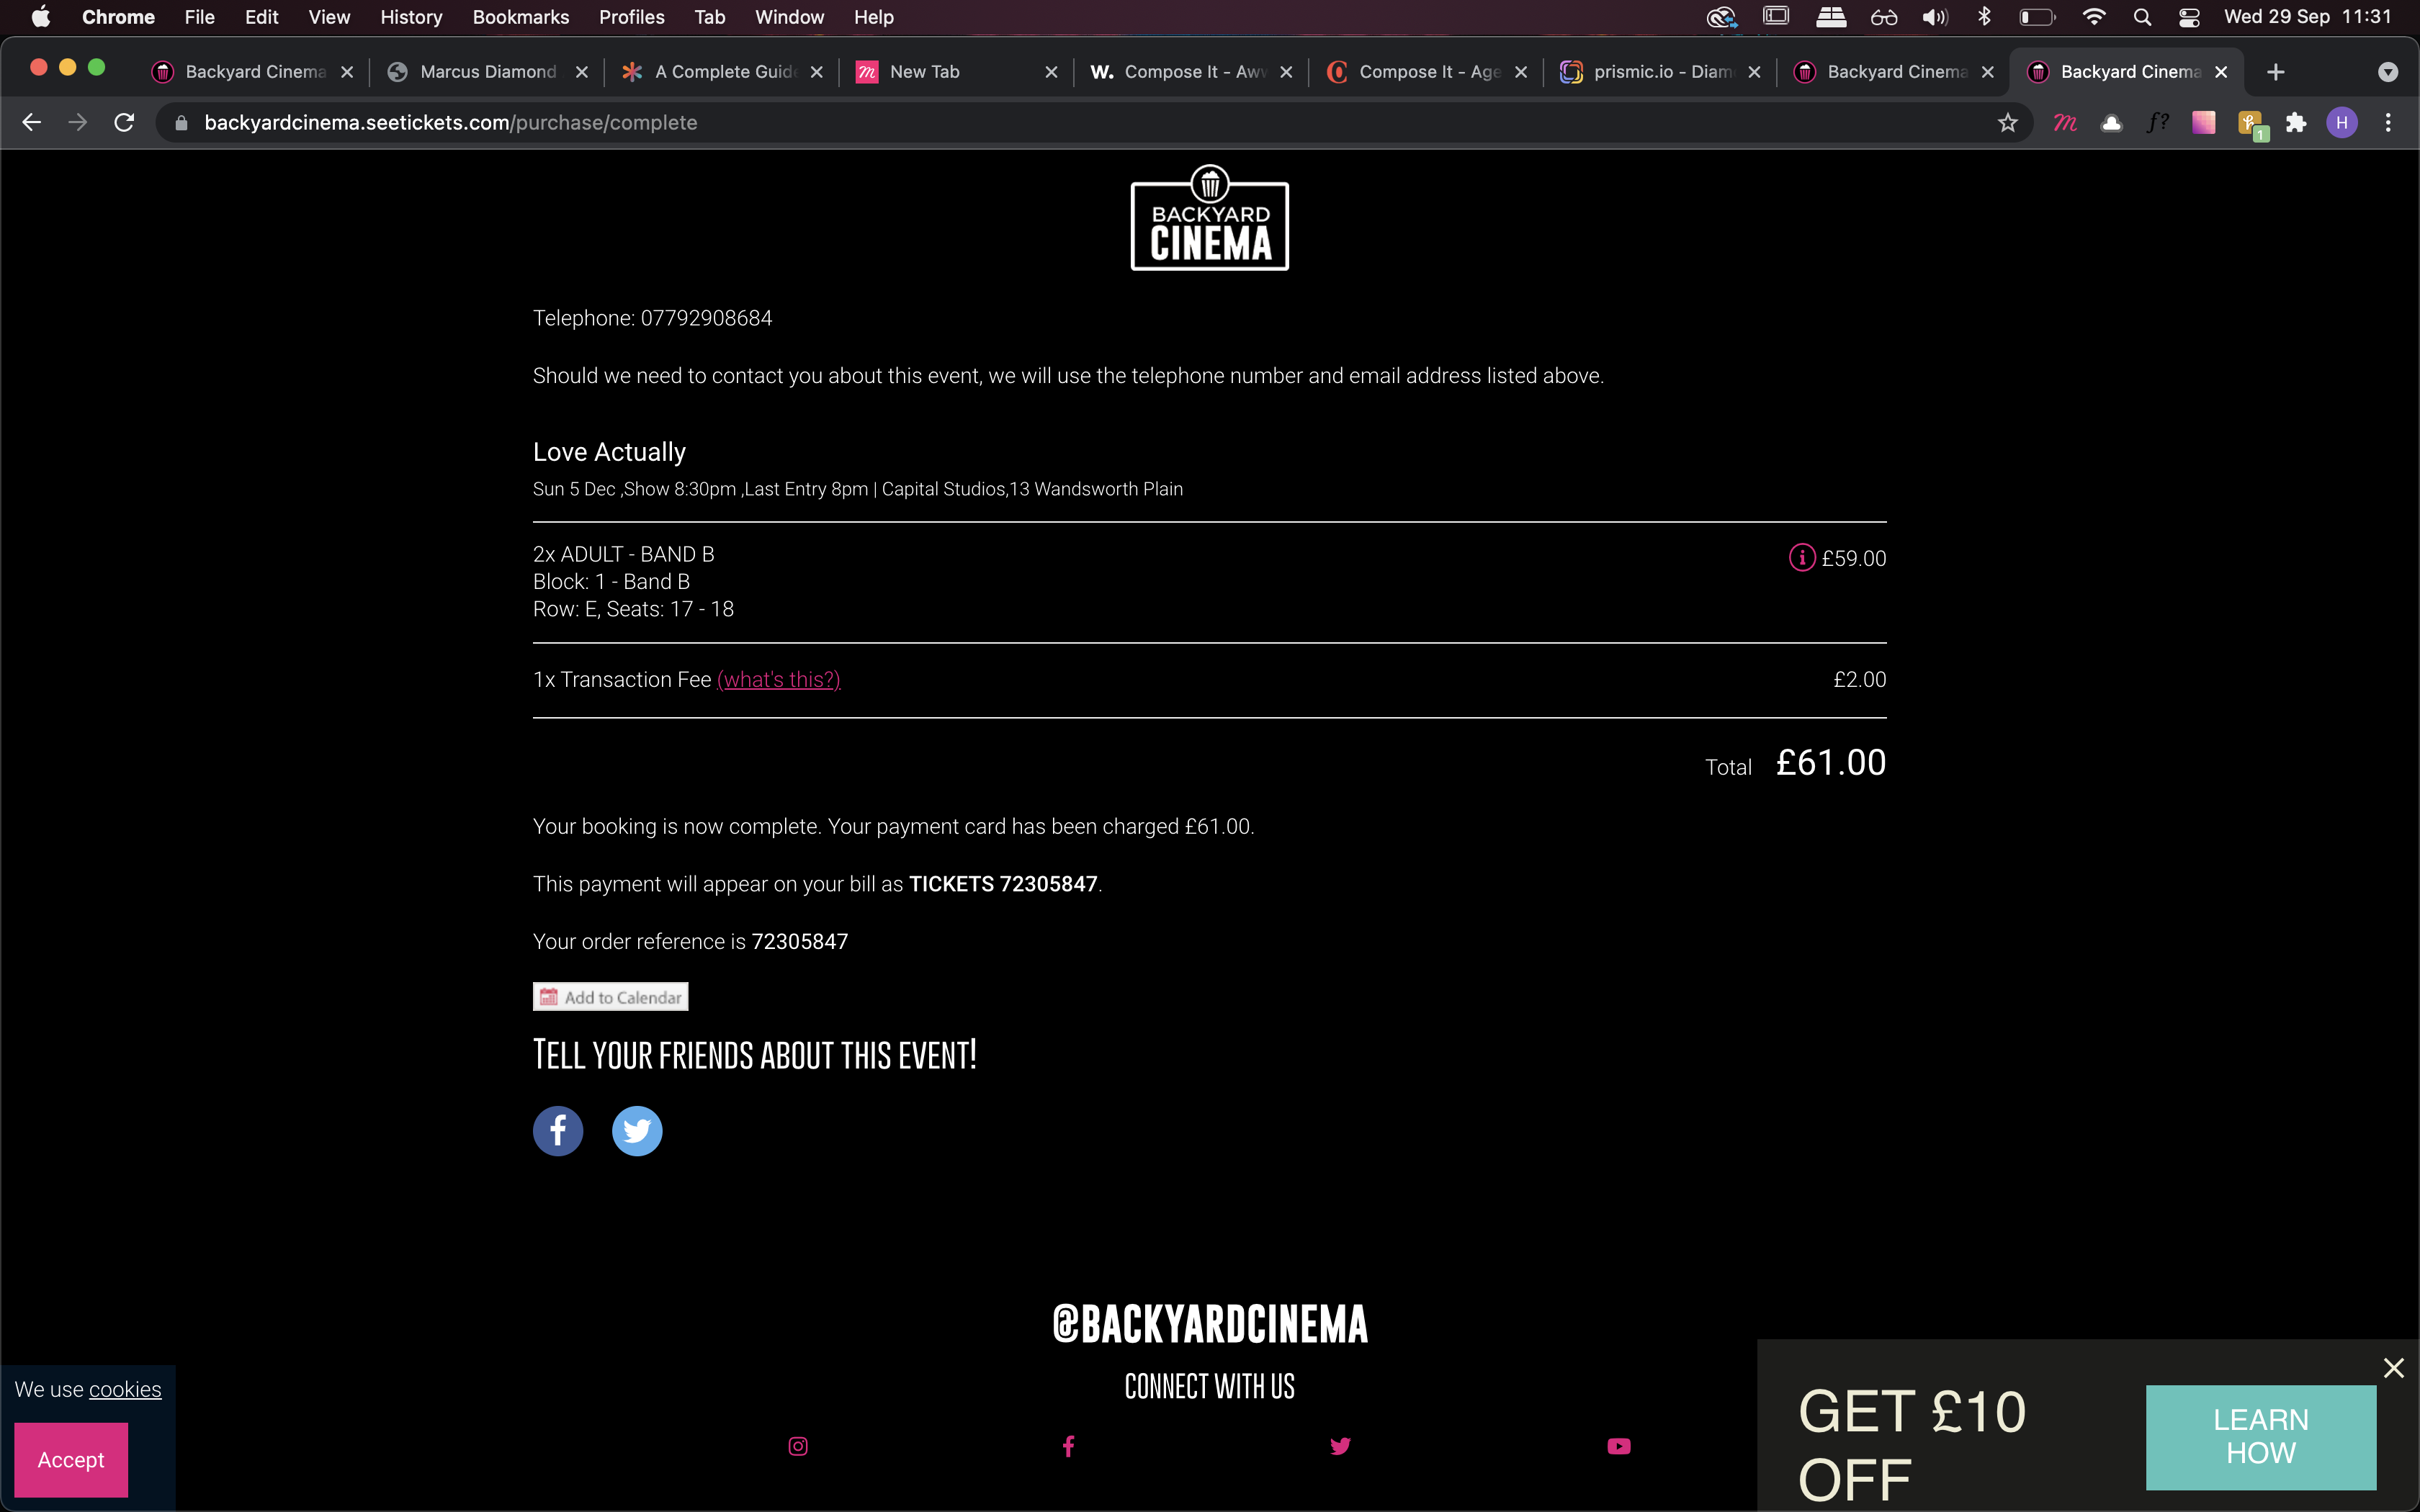 Chrome File Edit View History Bookmarks Profiles Tab Window Help Wed 29 Sep 11:31
Backyard Cinema Marcus Diamond A Complete Guide New Tab W. Compose It - Aww Compose It - Age prismic.io - Diam Backyard Cinema Backyard Cinema
backyardcinema.seetickets.com/purchase/complete f? 1 H
BACKYARD
CINEMA
Telephone: 07792908684
Should we need to contact you about this event, we will use the telephone number and email address listed above.
Love Actually
Sun 5 Dec ,Show 8:30pm ,Last Entry 8pm | Capital Studios,13 Wandsworth Plain
2x ADULT - BAND B £59.00
Block: 1 - Band B
Row: E, Seats: 17 - 18
1x Transaction Fee (what's this?) £2.00
Total £61.00
Your booking is now complete. Your payment card has been charged £61.00.
This payment will appear on your bill as TICKETS 72305847.
Your order reference is 72305847
Add to Calendar
TELL YOUR FRIENDS ABOUT THIS EVENT!
@BACKYARDCINEMA
CONNECT WITH US
We use cookies
Accept
GET £10
OFF
LEARN
HOW